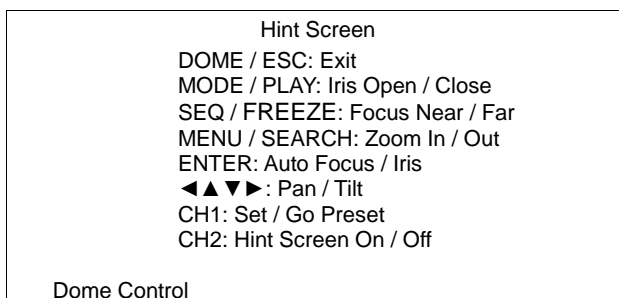 Hint Screen
DOME / ESC: Exit
MODE / PLAY: Iris Open / Close
SEQ / FREEZE: Focus Near / Far
MENU / SEARCH: Zoom In / Out
ENTER: Auto Focus / Iris
◄▲▼►: Pan / Tilt
CH1: Set / Go Preset
CH2: Hint Screen On / Off
Dome Control